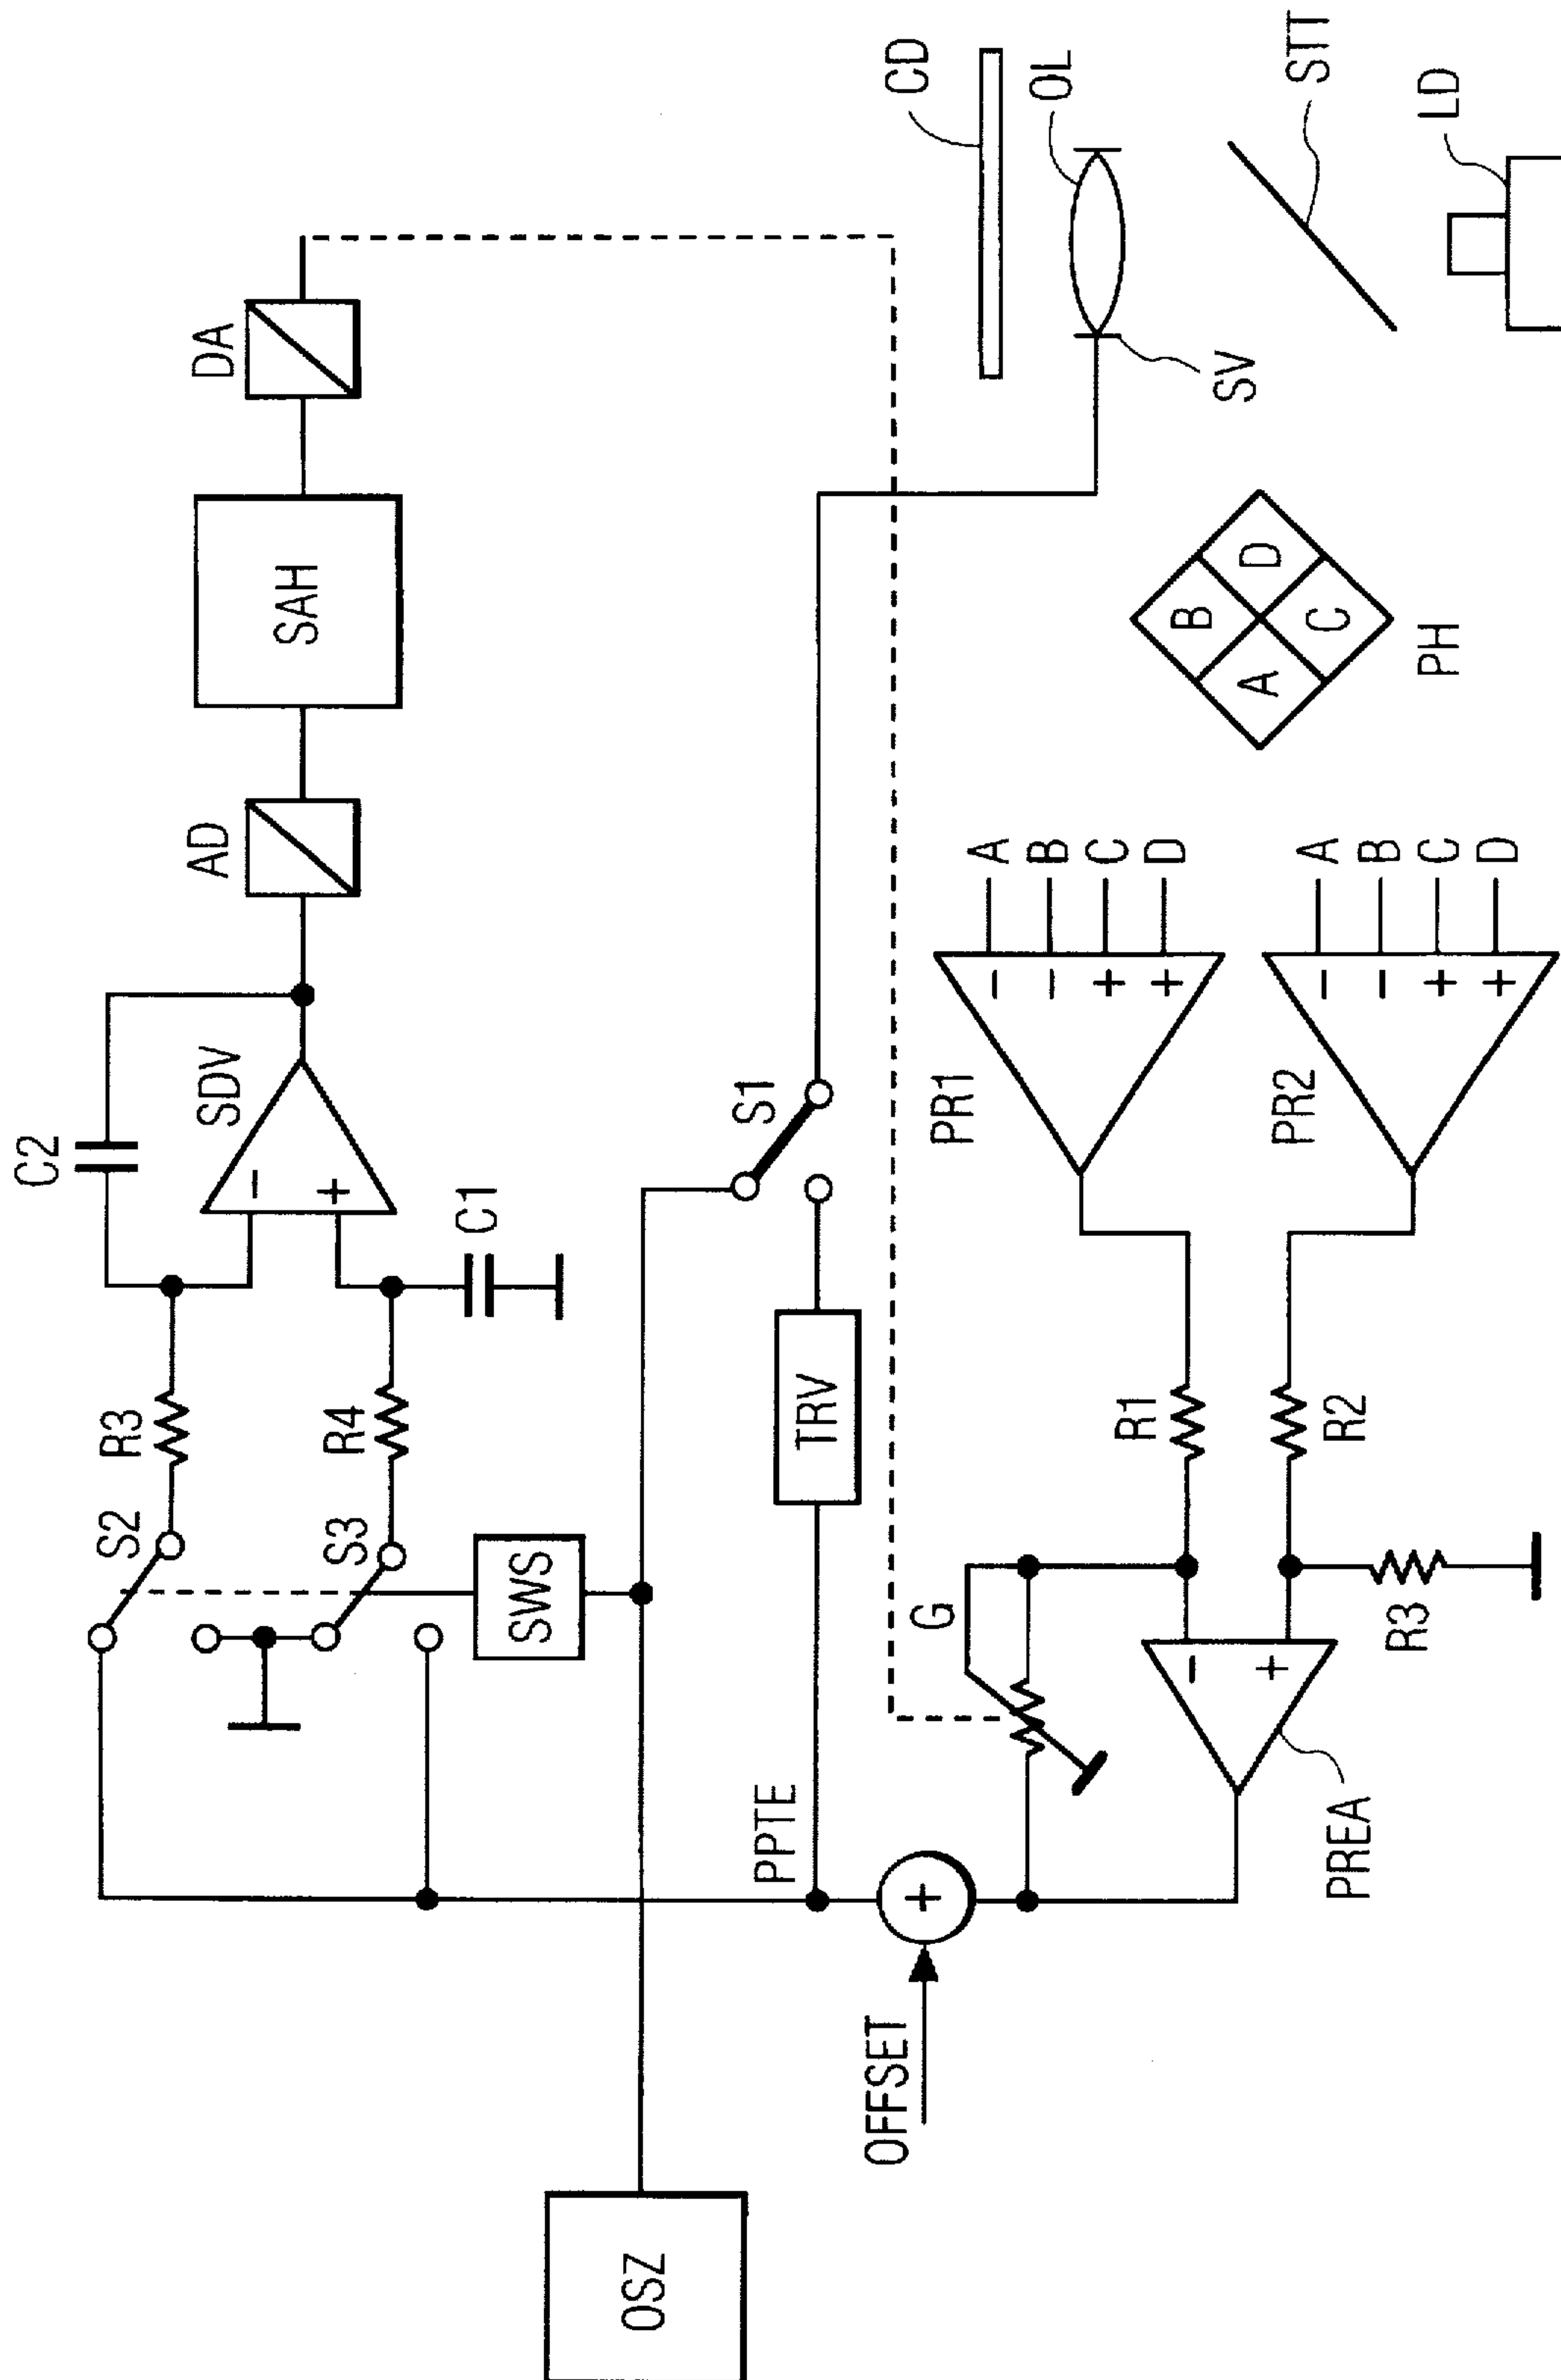 C2
SDV
-
+
C1
R3
R4
S2
S3
SWS
AD
SAH
DA
OSZ
S1
TRV
PPTE
OFFSET
+
G
PREA
-
+
R3
R1
R2
PR1
-
-
+
+
A
B
C
D
PR2
-
-
+
+
A
B
C
D
A
B
C
D
PH
SV
CD
OL
STT
LD